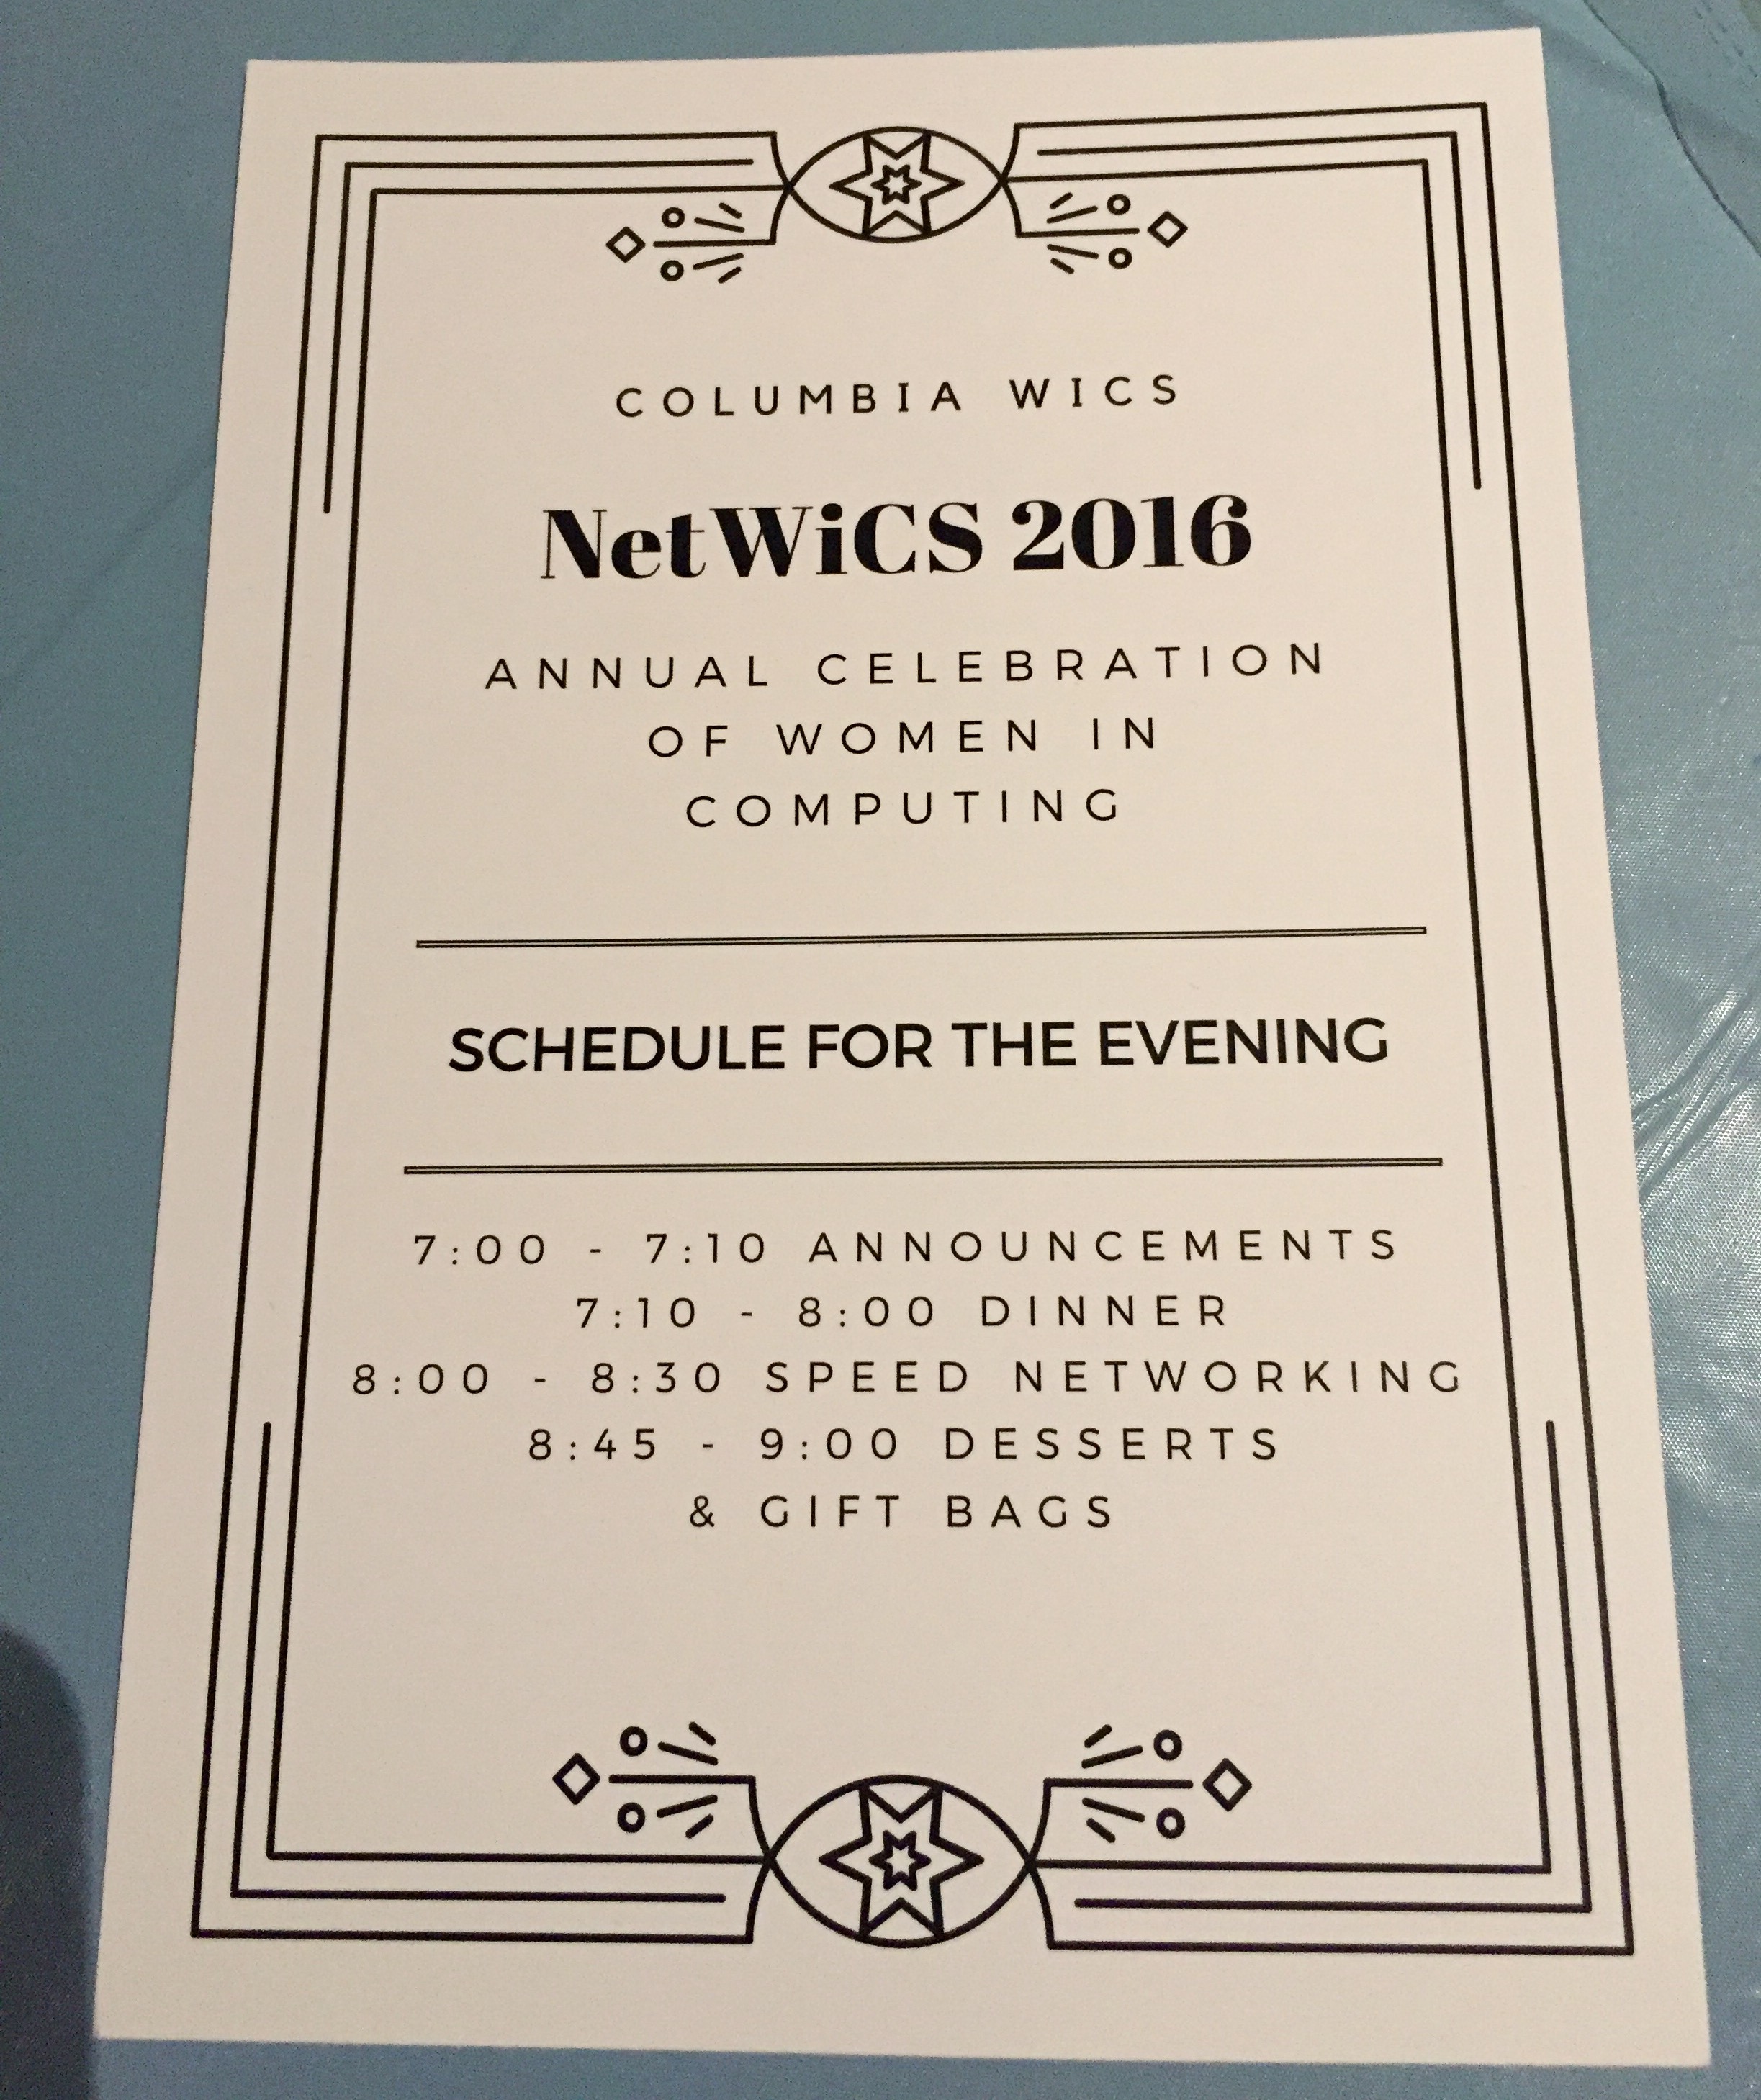 COLUMBIA WICS
NetWiCS 2016
ANNUAL CELEBRATION
OF WOMEN IN
COMPUTING
SCHEDULE FOR THE EVENING
7:00 - 7:10 ANNOUNCEMENTS
7:10 - 8:00 DINNER
8:00 - 8:30 SPEED NETWORKING
8:45 - 9:00 DESSERTS
& GIFT BAGS